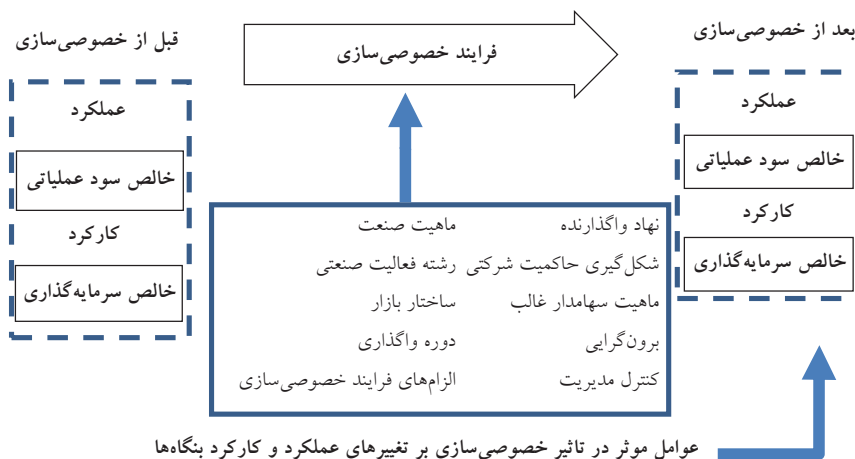 بعد از خصوصی‌سازی
فرایند خصوصی‌سازی
قبل از خصوصی‌سازی
عملکرد
خالص سود عملیاتی
کارکرد
خالص سرمایه‌گذاری
عملکرد
خالص سود عملیاتی
کارکرد
خالص سرمایه‌گذاری
نهاد واگذارنده ماهیت صنعت
شکل‌گیری حاکمیت شرکتی رشته فعالیت صنعتی
ماهیت سهامدار غالب ساختار بازار
برون‌گرایی دوره واگذاری
کنترل مدیریت الزام‌های فرایند خصوصی‌سازی
عوامل موثر در تاثیر خصوصی‌سازی بر تغییرهای عملکرد و کارکرد بنگاه‌ها